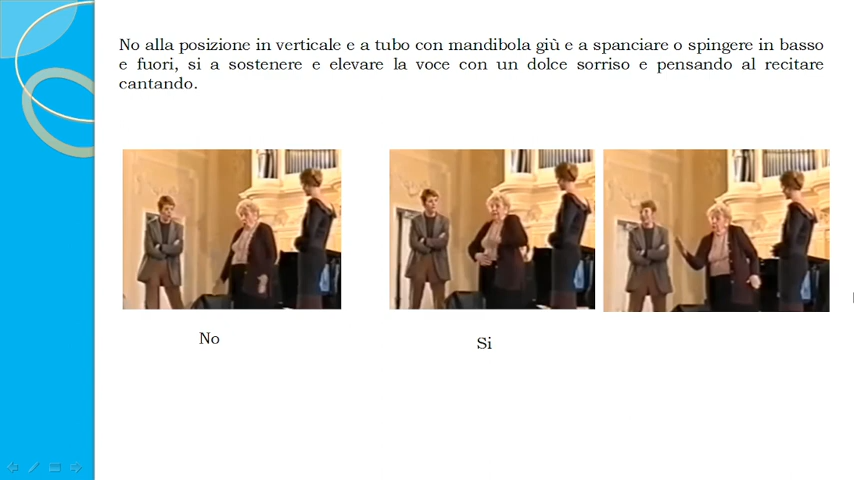 No alla posizione in verticale e a tubo con mandibola giù e a spanciare o spingere in basso
e fuori, si a sostenere e elevare la voce con un dolce sorriso e pensando al recitare
cantando.
No
Si